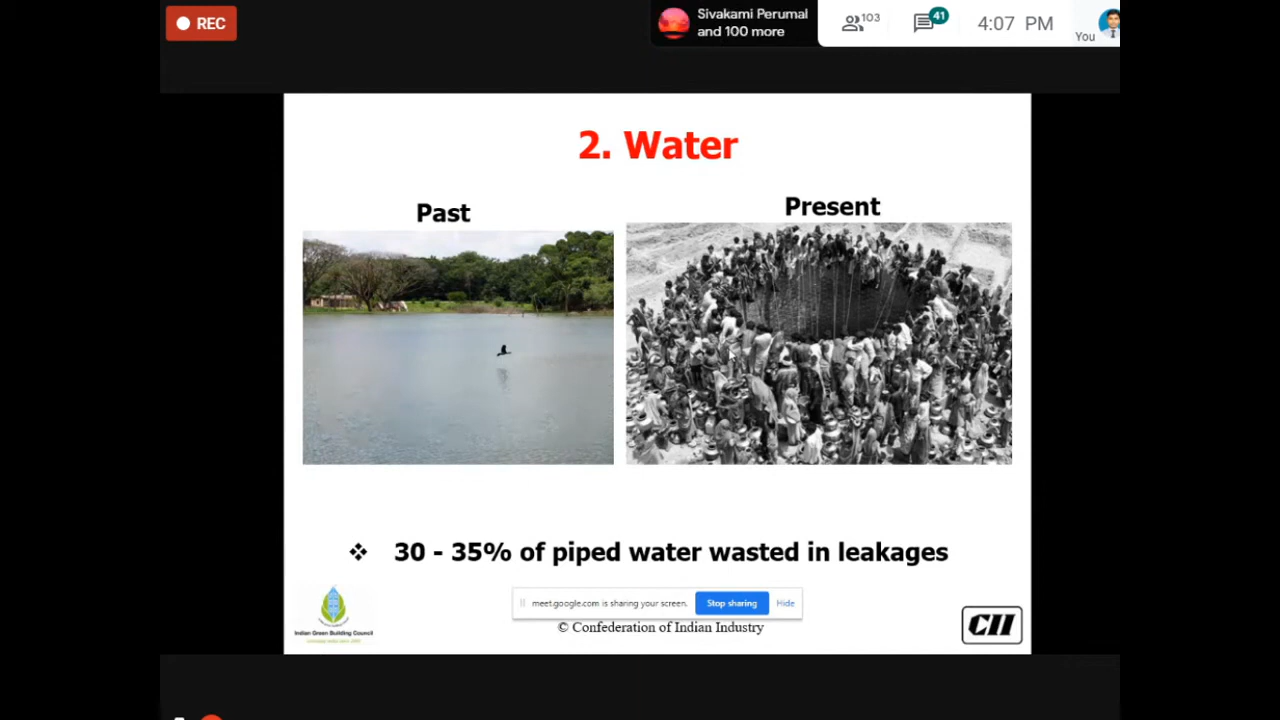 REC
Sivakami Perumal
and 100 more
103
41
4:07 PM
You
2. Water
Past
Present
❖ 30 - 35% of piped water wasted in leakages
meet.google.com is sharing your screen.
Stop sharing
Hide
Indian Green Building Council
© Confederation of Indian Industry
CII